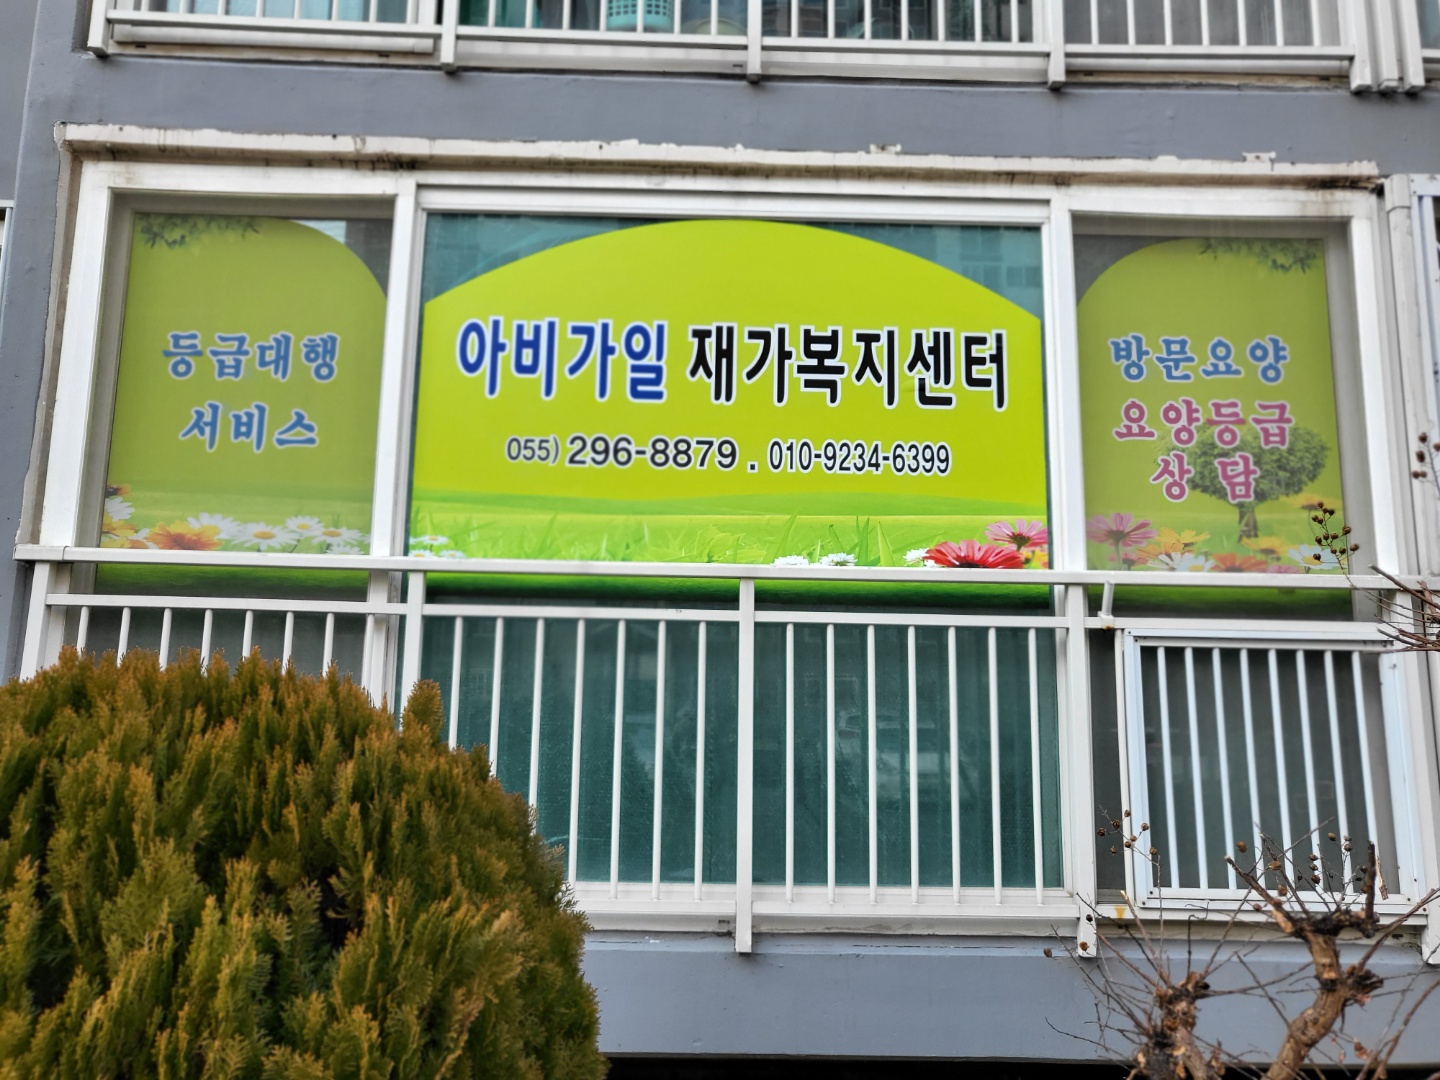 등급대행
서비스
아비가일 재가복지센터
055) 296-8879 . 010-9234-6399
방문요양
요양등급
상 담